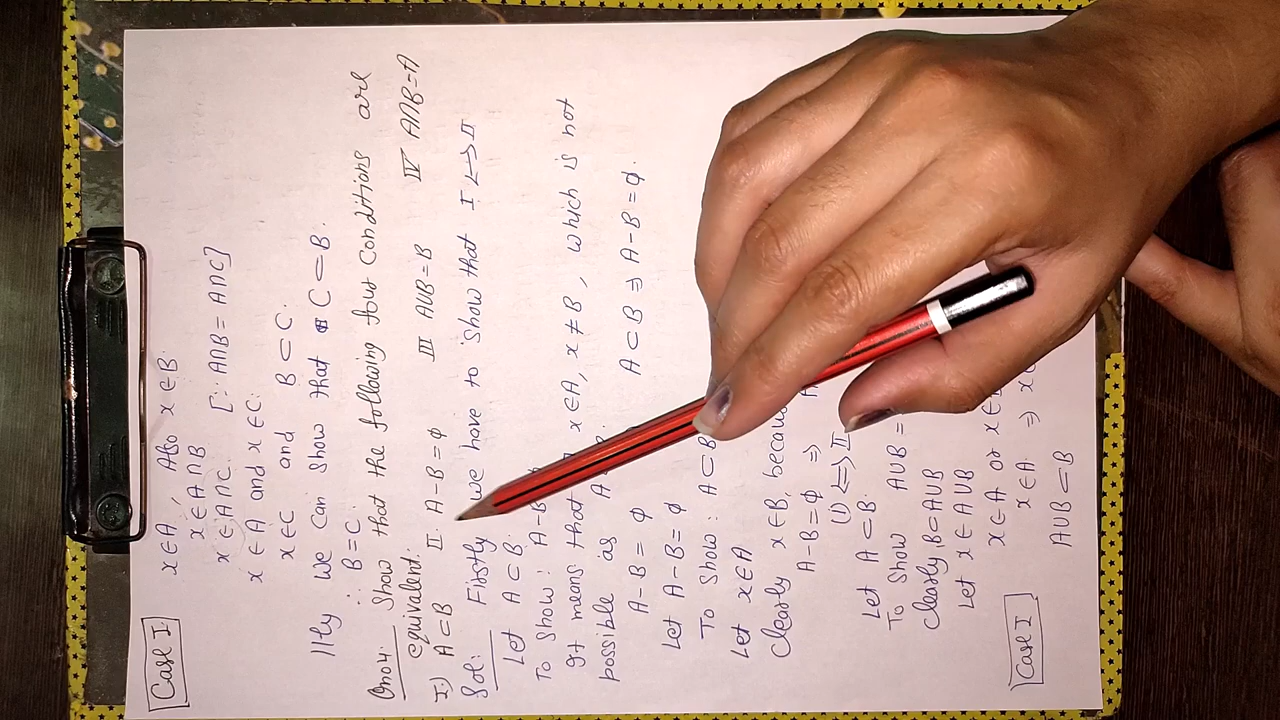 Case I
x ∈ A, Also x ∈ B.
x ∈ A∩B
x ∈ A∩C. [∵ A∩B = A∩C]
x ∈ A and x ∈ C.
x ∈ C and B ⊂ C.
Illy we can show that C ⊂ B.
∴ B = C.
Qno4. Show that the following four conditions are
equivalent:
I.) A ⊂ B II. A-B = φ III A∪B = B IV A∩B = A
Sol: Firstly we have to show that I ⟷ II
Let A ⊂ B.
To Show: A-B
It means that x ∈ A, x ≠ B, which is not
possible as A
A-B = φ A ⊂ B ⇒ A-B = φ.
Let A-B = φ
To Show: A ⊂ B
Let x ∈ A
Clearly x ∈ B,
A-B = φ ⇒
(I) ⟺ II
Let A ⊂ B.
To Show A∪B =
Clearly, B ⊂ A∪B
Let x ∈ A∪B
x ∈ A or x ∈
Case I
x ∈ A ⇒ x ∈
A∪B ⊂ B